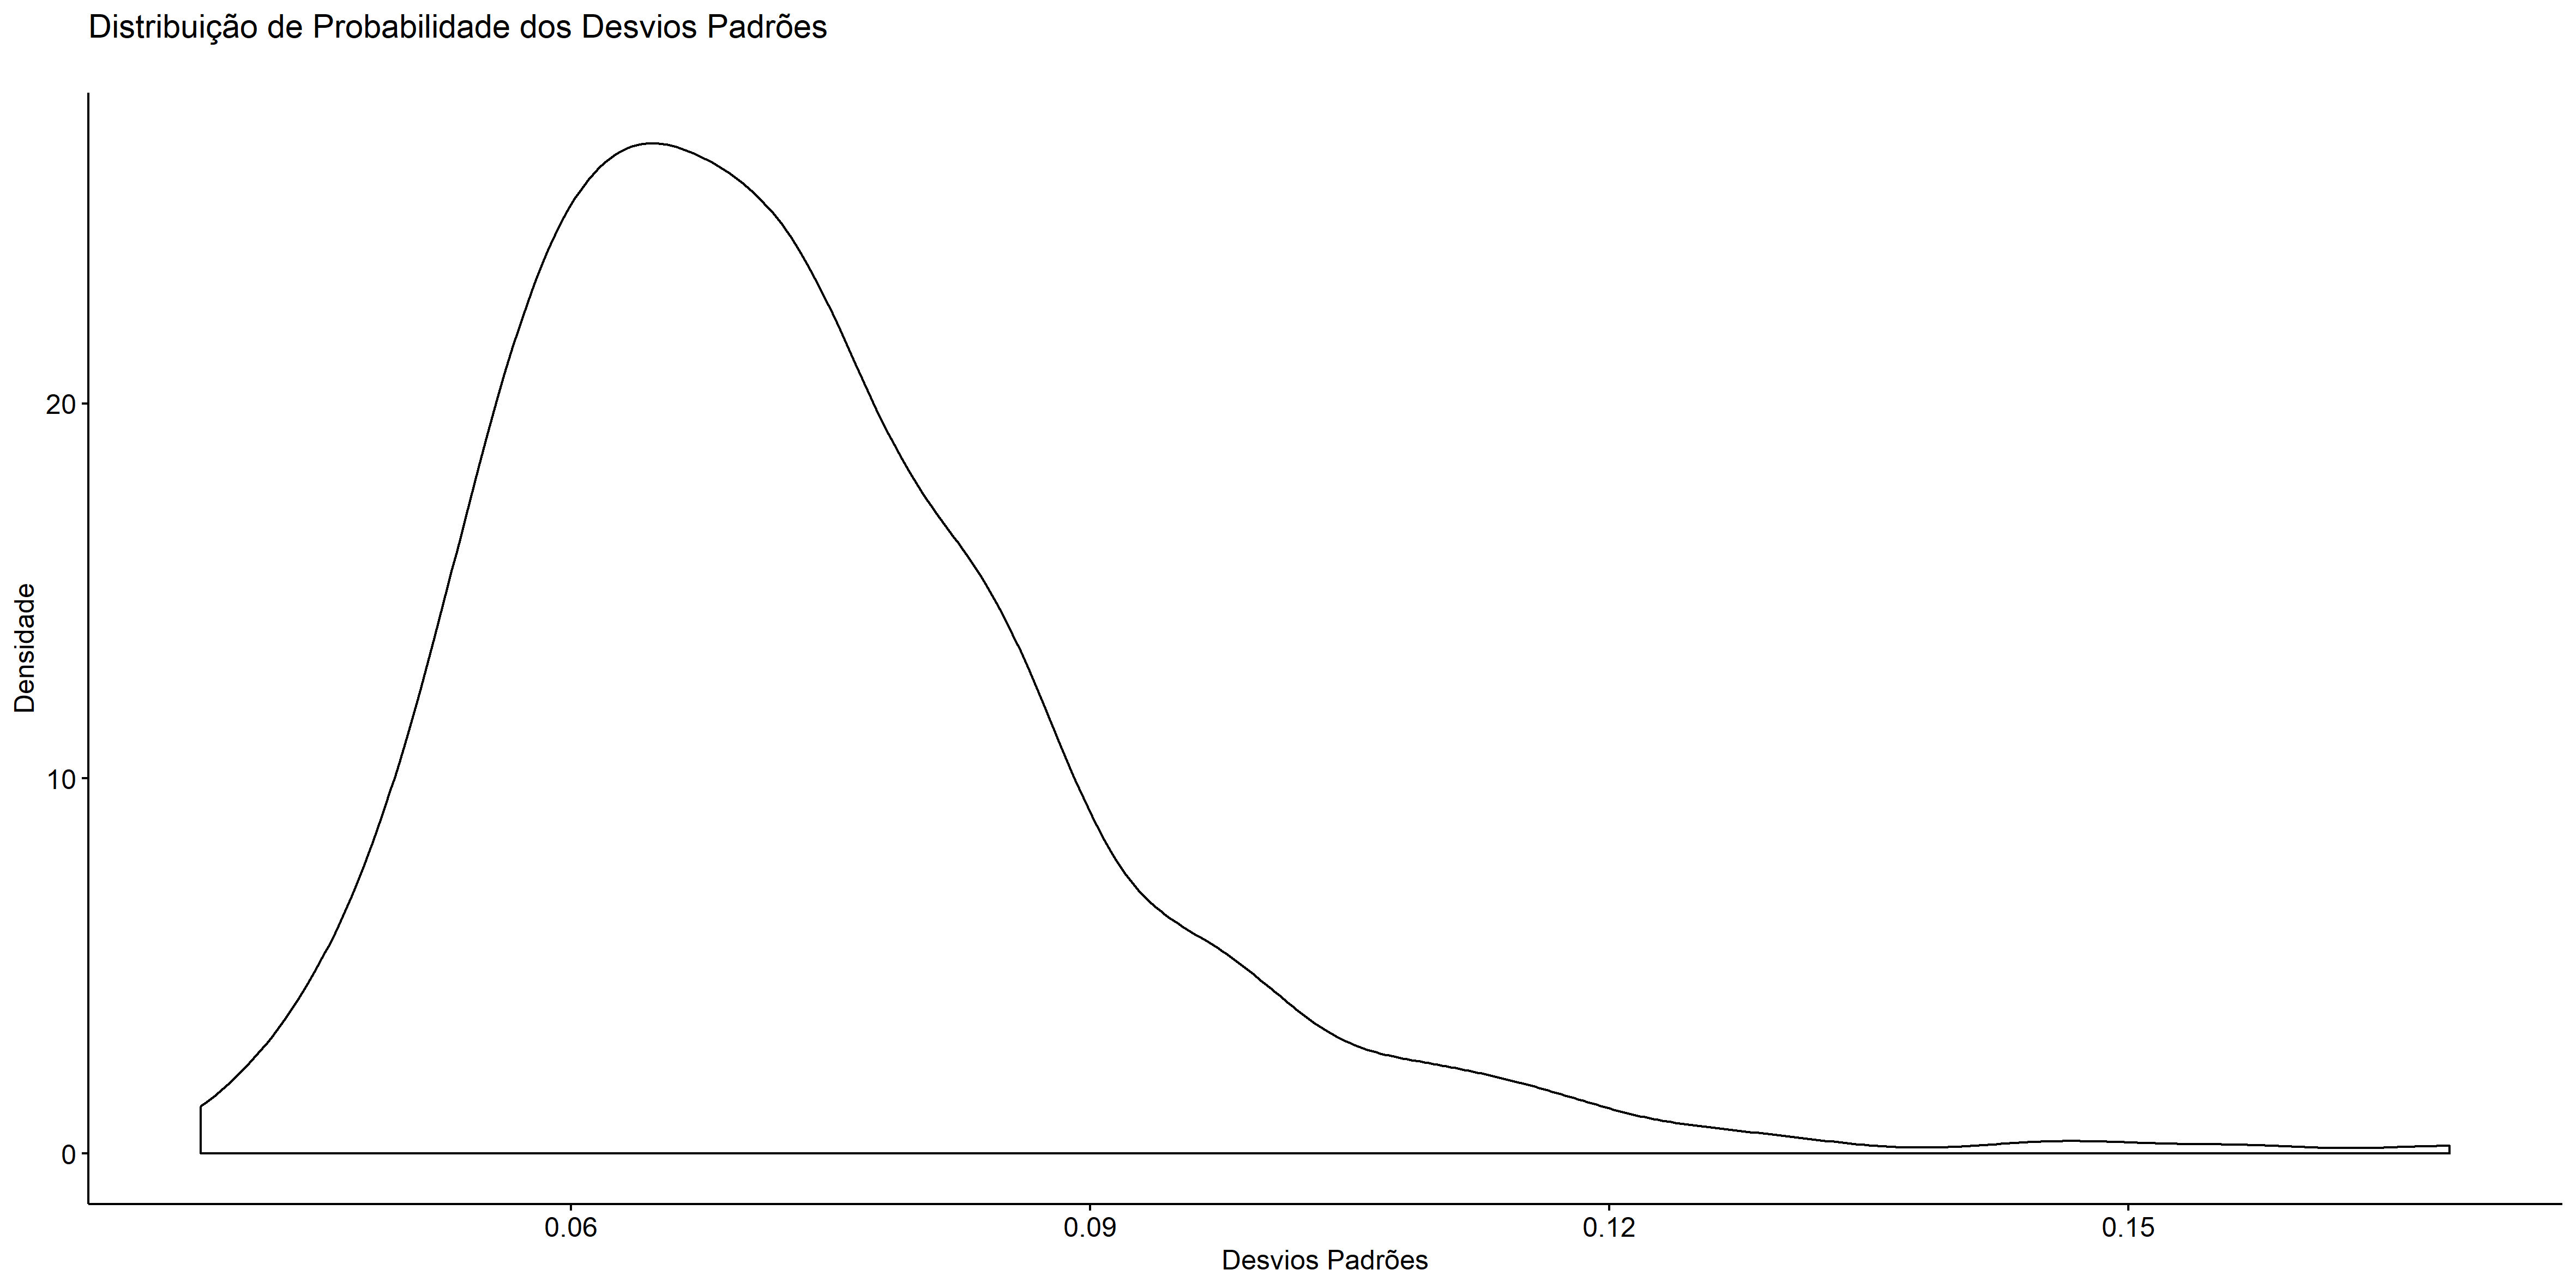 Distribuição de Probabilidade dos Desvios Padrões
20
10
0
Densidade
0.06
0.09
0.12
0.15
Desvios Padrões